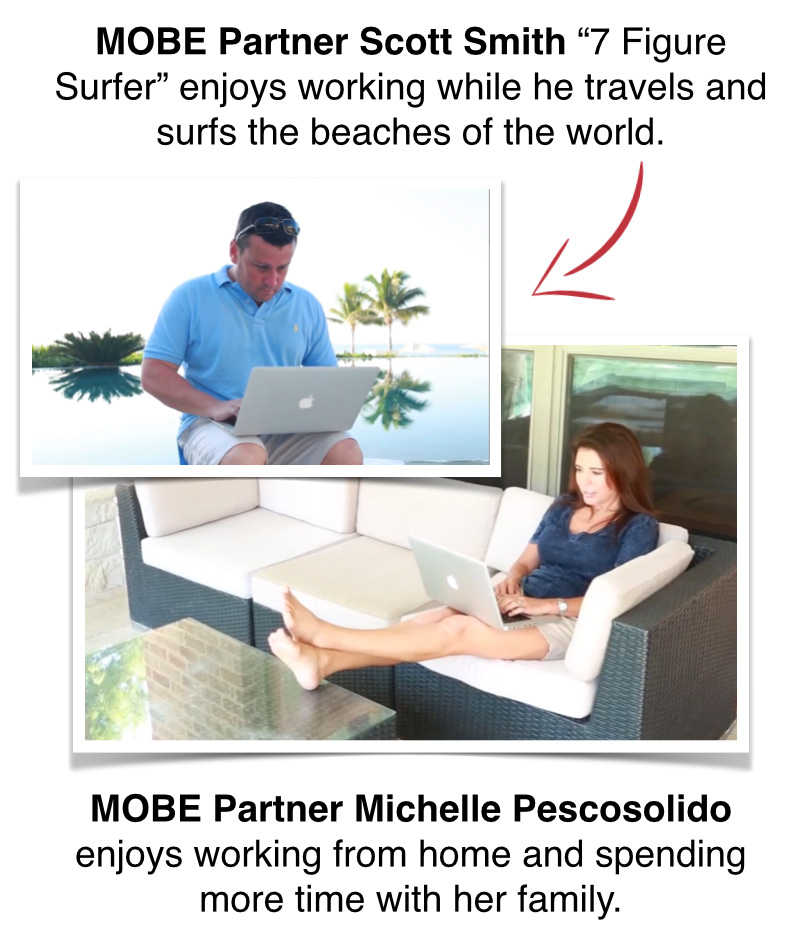 MOBE Partner Scott Smith “7 Figure
Surfer” enjoys working while he travels and
surfs the beaches of the world.
MOBE Partner Michelle Pescosolido
enjoys working from home and spending
more time with her family.